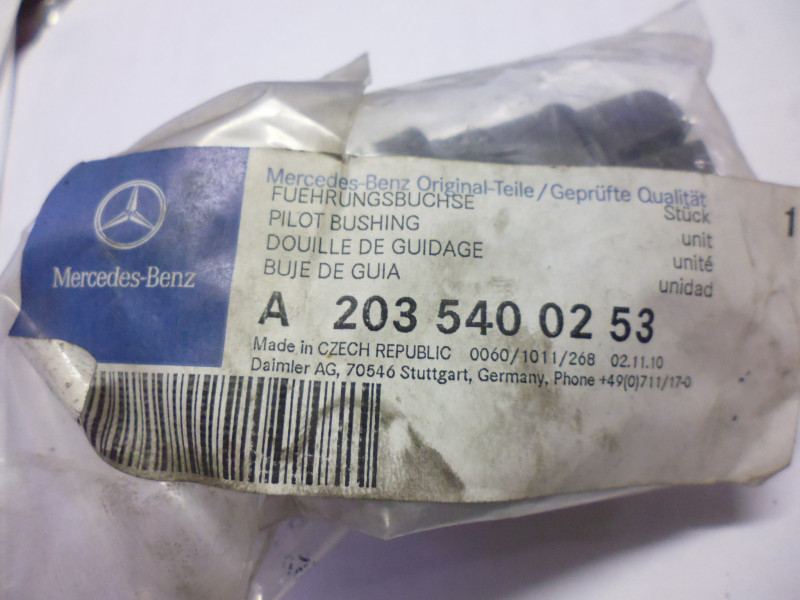 Mercedes-Benz
Mercedes-Benz Original-Teile/Geprüfte Qualität
FUEHRUNGSBUCHSE Stück 1
PILOT BUSHING unit
DOUILLE DE GUIDAGE unité
BUJE DE GUIA unidad
A 203 540 02 53
Made in CZECH REPUBLIC 0060/1011/268 02.11.10
Daimler AG, 70546 Stuttgart, Germany, Phone +49(0)711/17-0